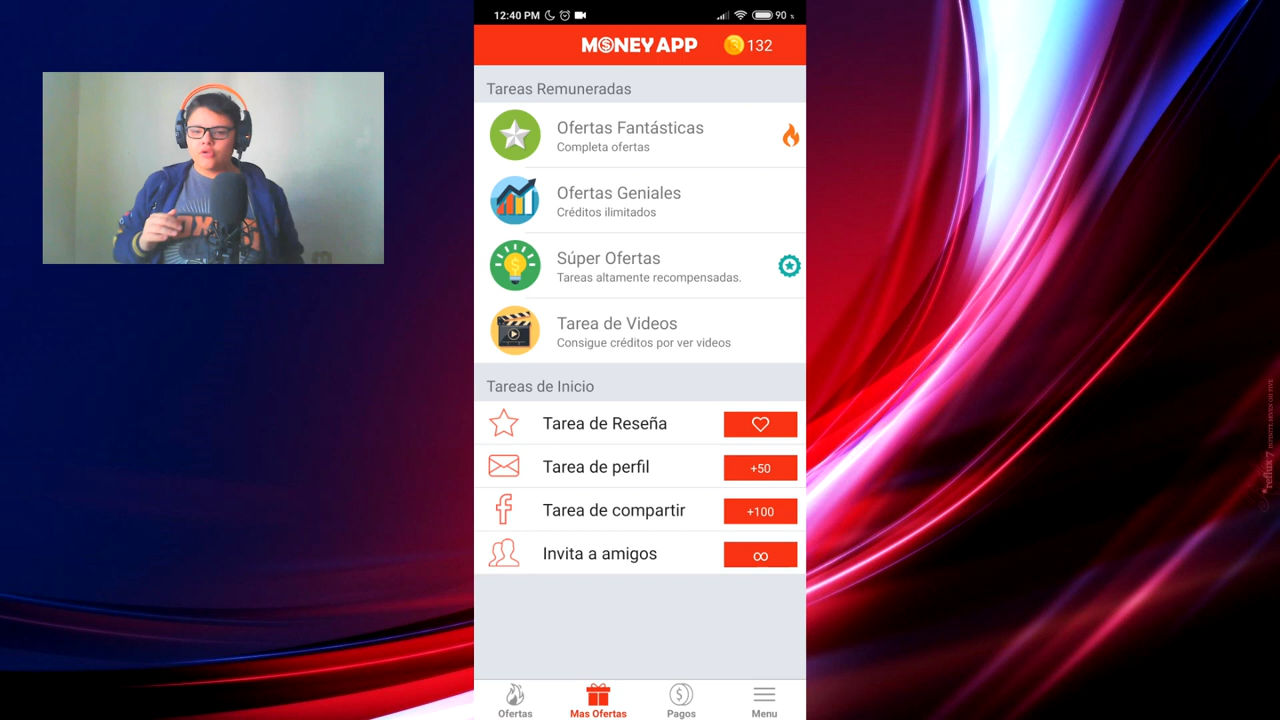 12:40 PM
90 %
MONEY APP
132
Tareas Remuneradas
Ofertas Fantásticas
Completa ofertas
Ofertas Geniales
Créditos ilimitados
Súper Ofertas
Tareas altamente recompensadas.
Tarea de Videos
Consigue créditos por ver videos
Tareas de Inicio
Tarea de Reseña
Tarea de perfil
+50
Tarea de compartir
+100
Invita a amigos
∞
Ofertas
Mas Ofertas
Pagos
Menu
reflux 7